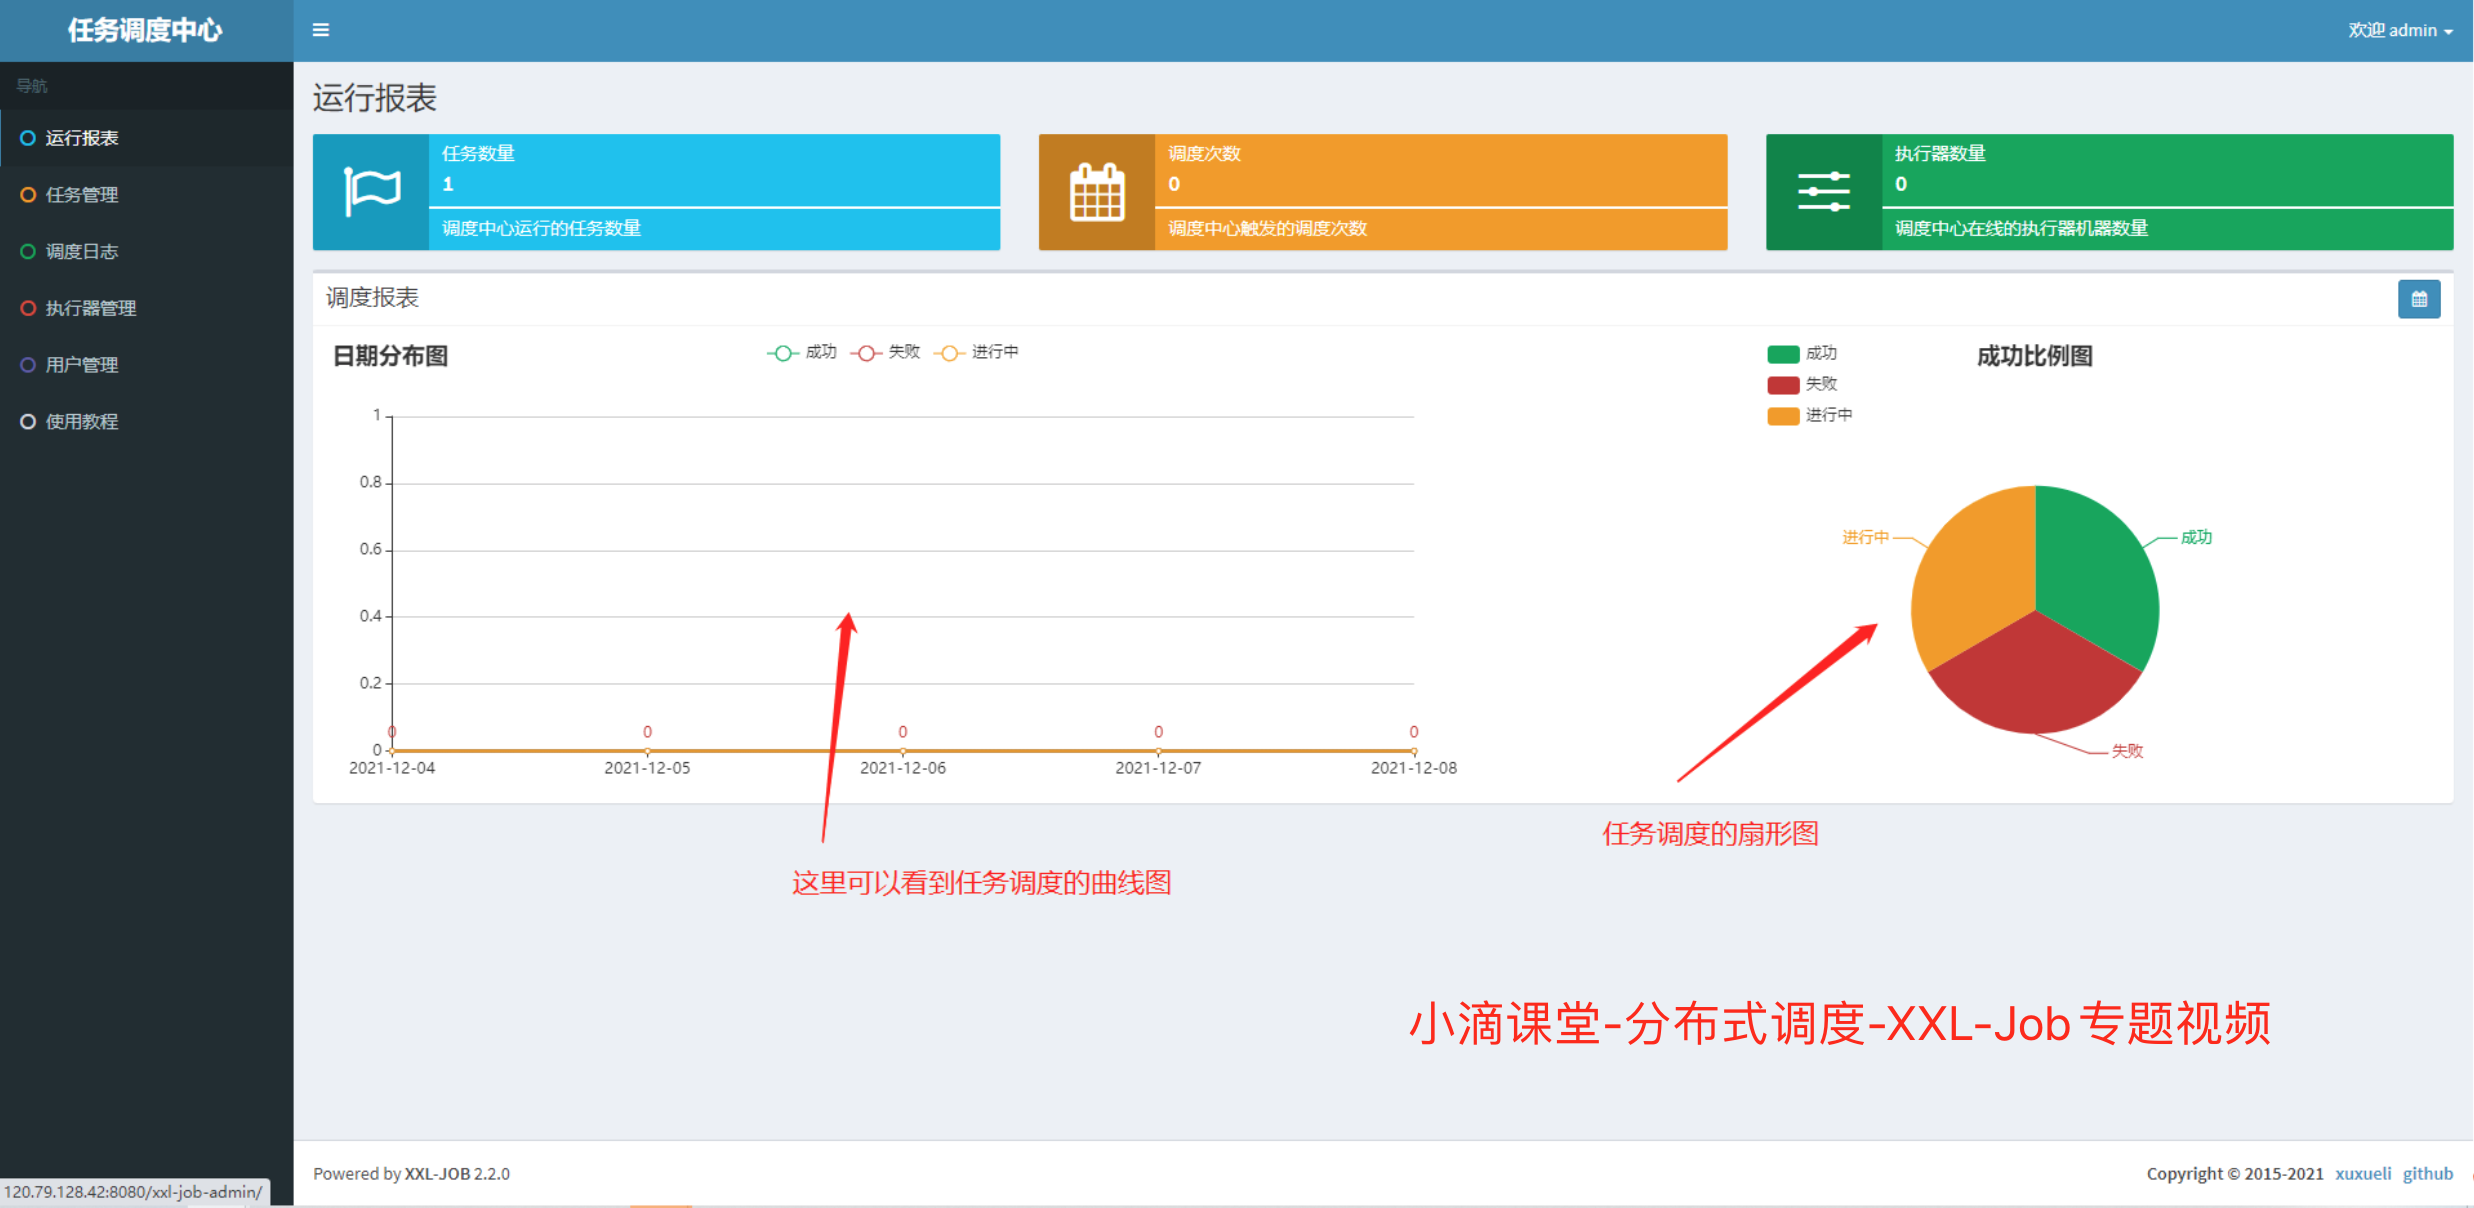 任务调度中心
欢迎 admin
导航
运行报表
任务管理
调度日志
执行器管理
用户管理
使用教程
运行报表
任务数量
1
调度中心运行的任务数量
调度次数
0
调度中心触发的调度次数
执行器数量
0
调度中心在线的执行器机器数量
调度报表
日期分布图
成功 失败 进行中
1
0.8
0.6
0.4
0.2
0
0 0 0 0 0
2021-12-04 2021-12-05 2021-12-06 2021-12-07 2021-12-08
成功
失败
进行中
成功比例图
进行中
成功
失败
这里可以看到任务调度的曲线图
任务调度的扇形图
小滴课堂-分布式调度-XXL-Job专题视频
Powered by XXL-JOB 2.2.0
Copyright © 2015-2021 xuxueli github
120.79.128.42:8080/xxl-job-admin/